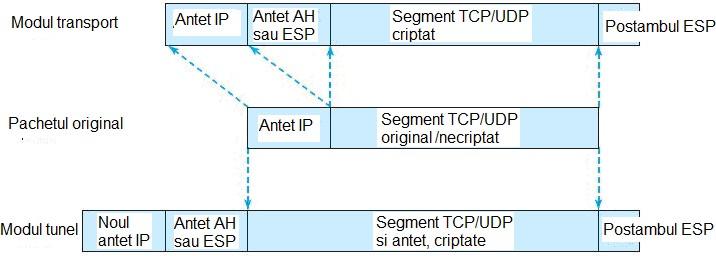 Modul transport
Antet IP
Antet AH
sau ESP
Segment TCP/UDP
criptat
Postambul ESP
Pachetul original
Antet IP
Segment TCP/UDP
original /necriptat
Modul tunel
Noul
antet IP
Antet AH
sau ESP
Segment TCP/UDP
si antet, criptate
Postambul ESP